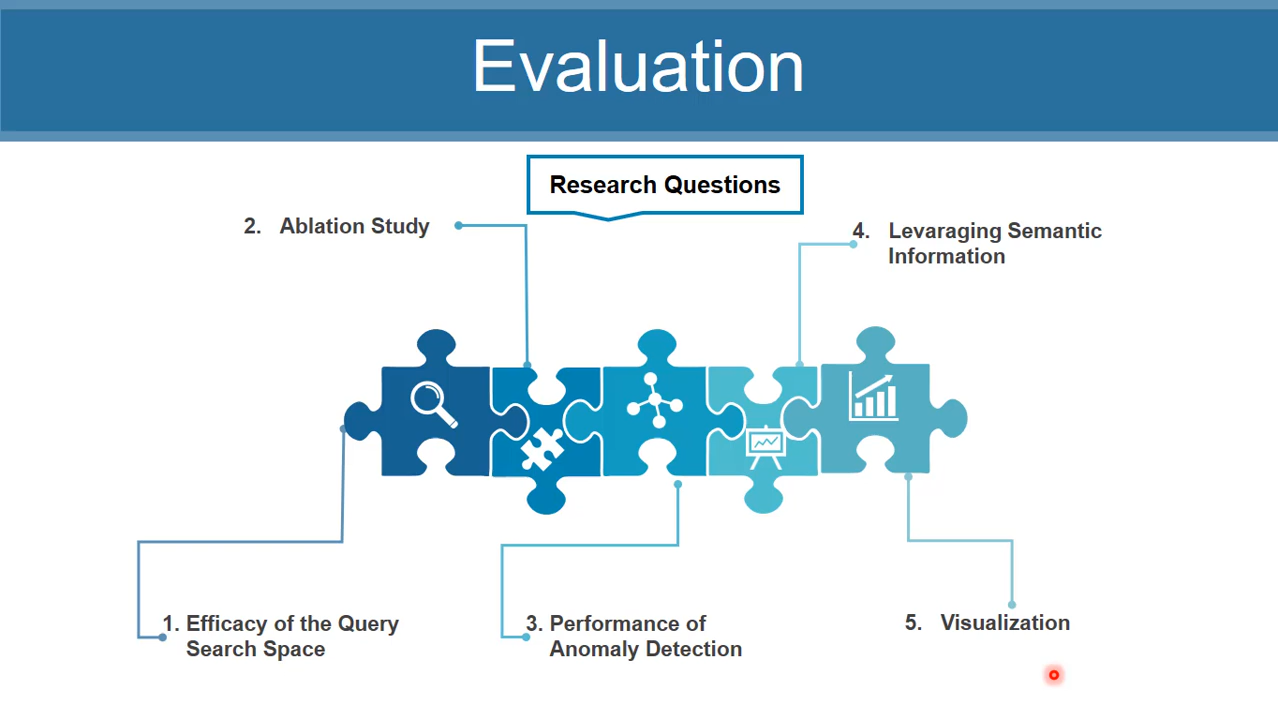 Evaluation
Research Questions
2. Ablation Study
4. Levaraging Semantic
Information
1. Efficacy of the Query
Search Space
3. Performance of
Anomaly Detection
5. Visualization